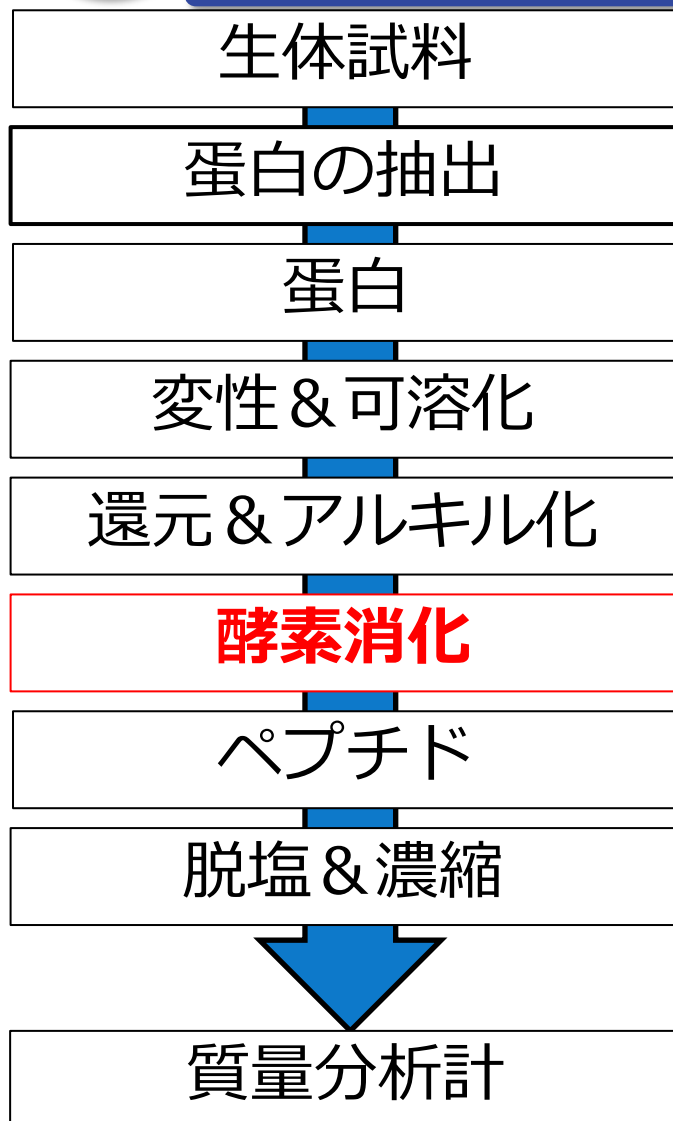 生体試料
蛋白の抽出
蛋白
変性＆可溶化
還元＆アルキル化
酵素消化
ペプチド
脱塩＆濃縮
質量分析計